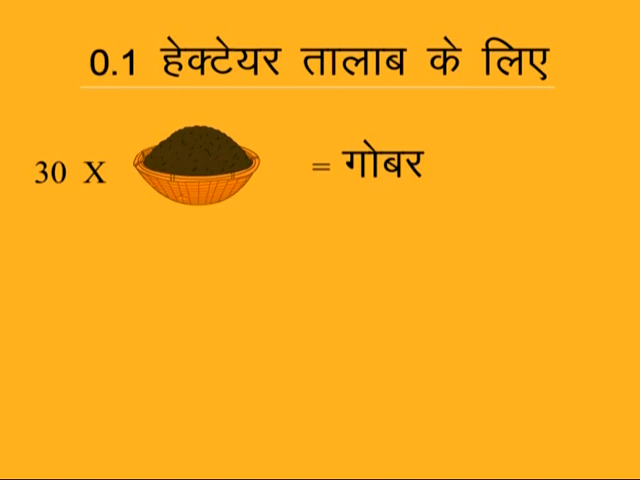 0.1 हेक्टेयर तालाब के लिए
30 X = गोबर